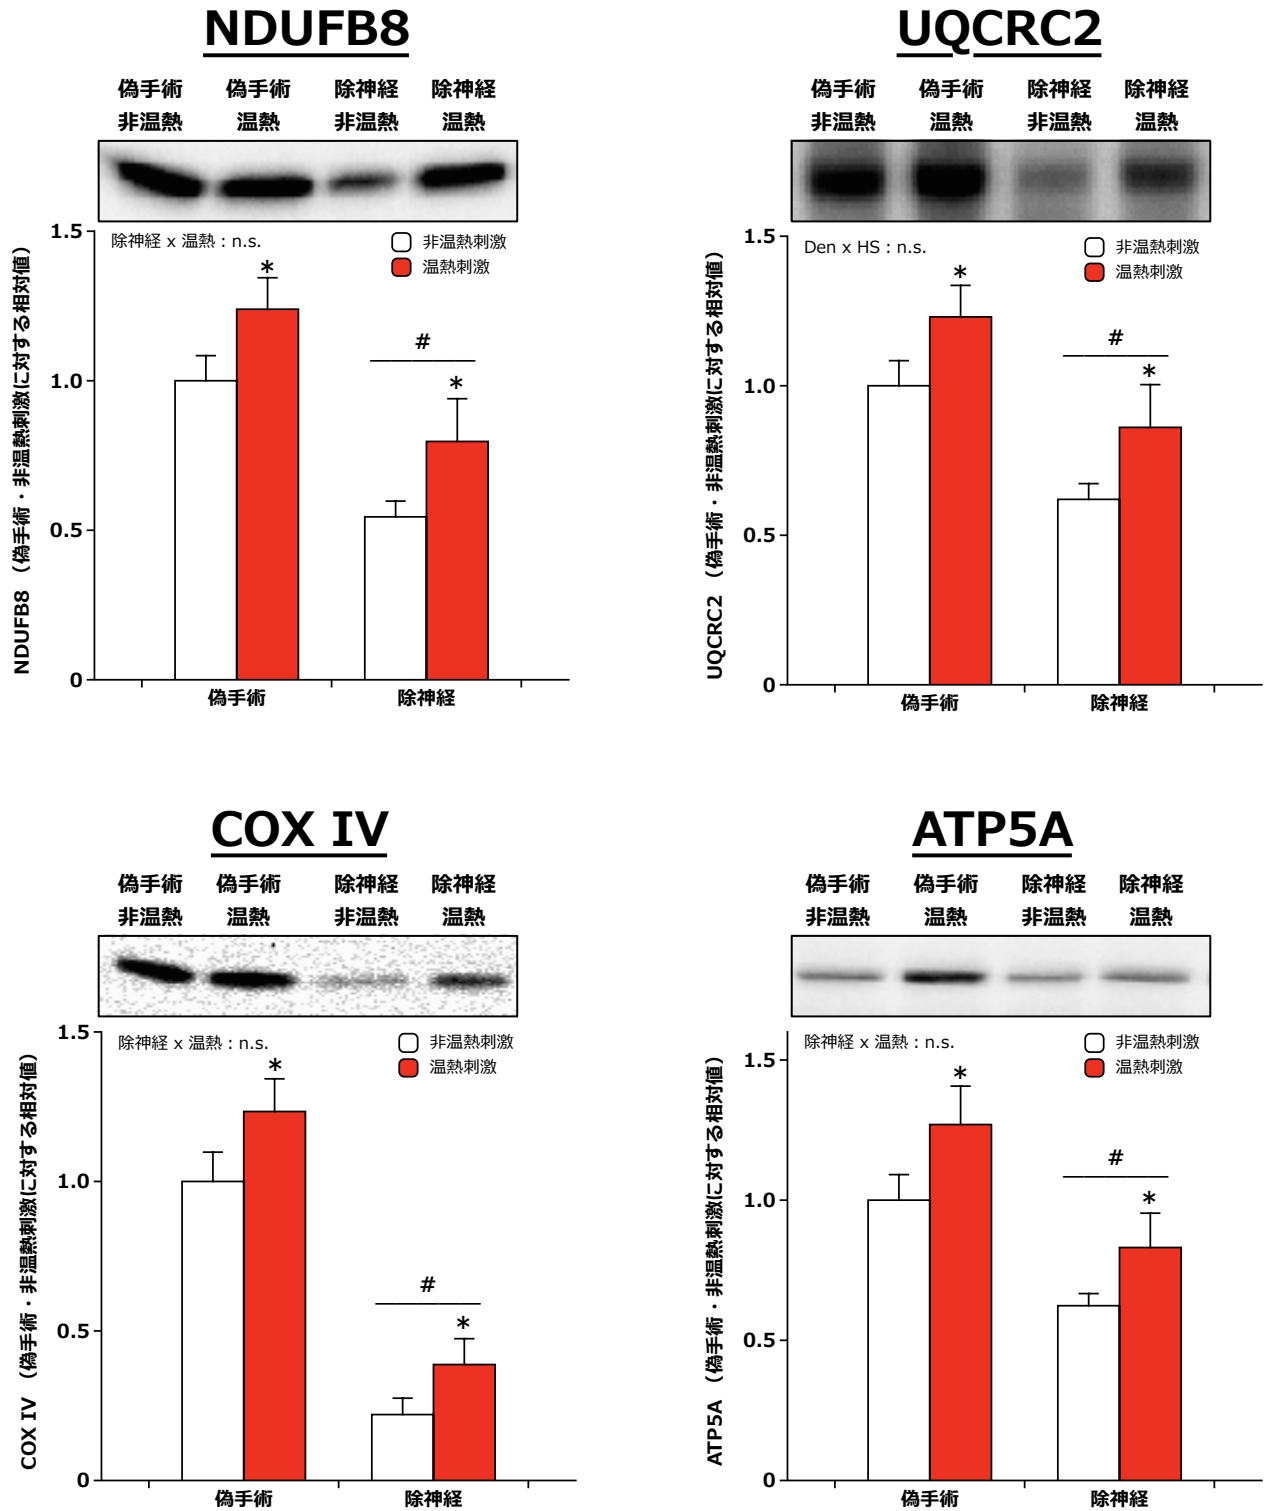 NDUFB8
偽手術 偽手術 除神経 除神経
非温熱 温熱 非温熱 温熱
NDUFB8 (偽手術・非温熱刺激に対する相対値)
1.5
除神経 x 温熱 : n.s.
非温熱刺激
温熱刺激
*
#
1.0
*
0.5
0
偽手術 除神経
UQCRC2
偽手術 偽手術 除神経 除神経
非温熱 温熱 非温熱 温熱
UQCRC2 (偽手術・非温熱刺激に対する相対値)
1.5
Den x HS : n.s.
非温熱刺激
温熱刺激
*
#
1.0
*
0.5
0
偽手術 除神経
COX IV
偽手術 偽手術 除神経 除神経
非温熱 温熱 非温熱 温熱
COX IV (偽手術・非温熱刺激に対する相対値)
1.5
除神経 x 温熱 : n.s.
非温熱刺激
温熱刺激
*
1.0
#
0.5
*
0
偽手術 除神経
ATP5A
偽手術 偽手術 除神経 除神経
非温熱 温熱 非温熱 温熱
ATP5A (偽手術・非温熱刺激に対する相対値)
除神経 x 温熱 : n.s.
非温熱刺激
温熱刺激
1.5
*
#
1.0
*
0.5
0
偽手術 除神経